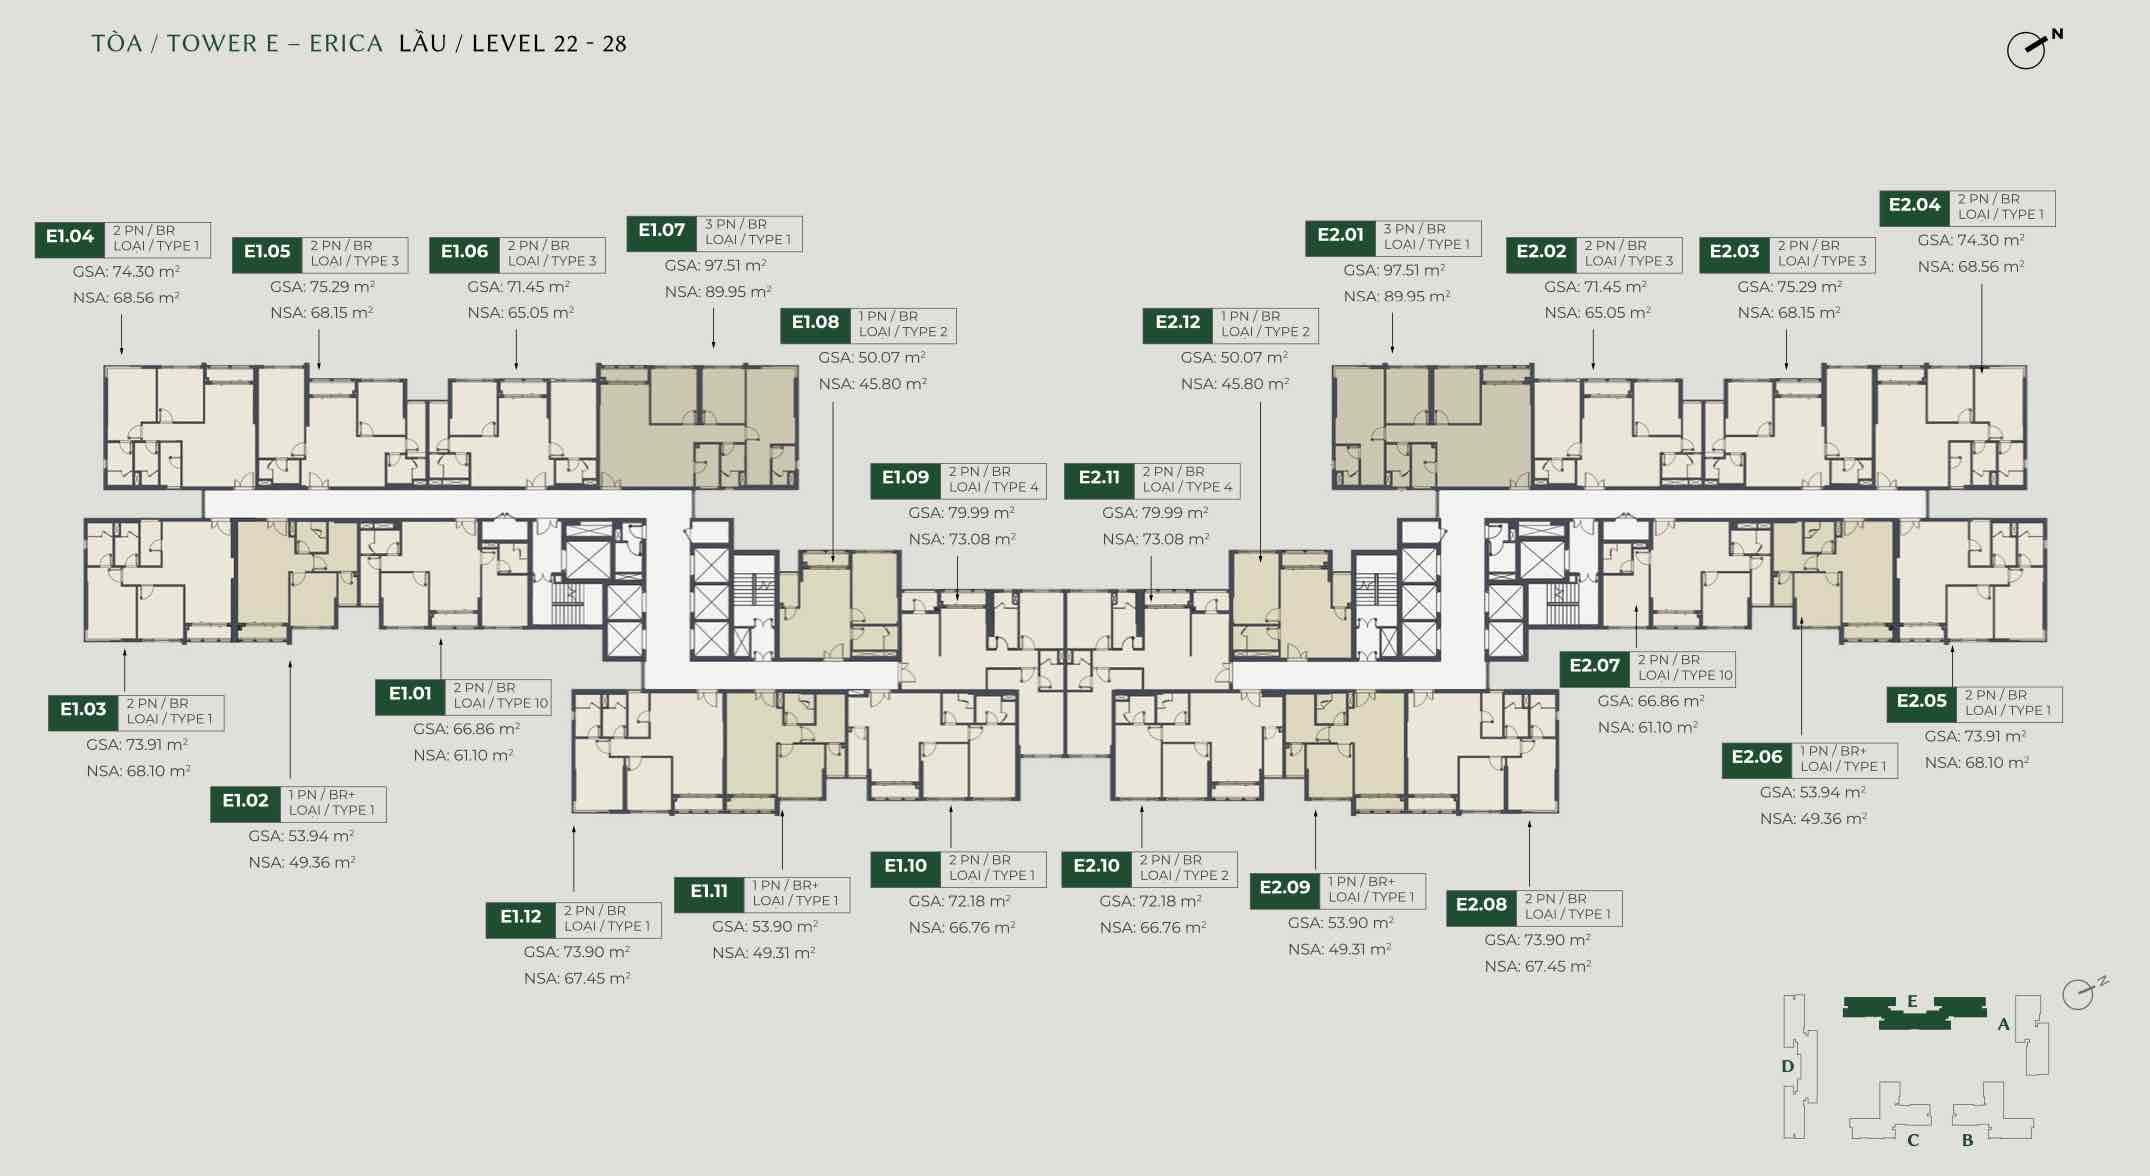 TÒA / TOWER E – ERICA LẦU / LEVEL 22 - 28
N
E1.04
2 PN / BR
LOẠI / TYPE 1
GSA: 74.30 m²
NSA: 68.56 m²
E1.05
2 PN / BR
LOẠI / TYPE 3
GSA: 75.29 m²
NSA: 68.15 m²
E1.06
2 PN / BR
LOẠI / TYPE 3
GSA: 71.45 m²
NSA: 65.05 m²
E1.07
3 PN / BR
LOẠI / TYPE 1
GSA: 97.51 m²
NSA: 89.95 m²
E1.08
1 PN / BR
LOẠI / TYPE 2
GSA: 50.07 m²
NSA: 45.80 m²
E1.09
2 PN / BR
LOẠI / TYPE 4
GSA: 79.99 m²
NSA: 73.08 m²
E2.11
2 PN / BR
LOẠI / TYPE 4
GSA: 79.99 m²
NSA: 73.08 m²
E2.12
1 PN / BR
LOẠI / TYPE 2
GSA: 50.07 m²
NSA: 45.80 m²
E2.01
3 PN / BR
LOẠI / TYPE 1
GSA: 97.51 m²
NSA: 89.95 m²
E2.02
2 PN / BR
LOẠI / TYPE 3
GSA: 71.45 m²
NSA: 65.05 m²
E2.03
2 PN / BR
LOẠI / TYPE 3
GSA: 75.29 m²
NSA: 68.15 m²
E2.04
2 PN / BR
LOẠI / TYPE 1
GSA: 74.30 m²
NSA: 68.56 m²
E1.03
2 PN / BR
LOẠI / TYPE 1
GSA: 73.91 m²
NSA: 68.10 m²
E1.02
1 PN / BR+
LOẠI / TYPE 1
GSA: 53.94 m²
NSA: 49.36 m²
E1.01
2 PN / BR
LOẠI / TYPE 10
GSA: 66.86 m²
NSA: 61.10 m²
E1.12
2 PN / BR
LOẠI / TYPE 1
GSA: 73.90 m²
NSA: 67.45 m²
E1.11
1 PN / BR+
LOẠI / TYPE 1
GSA: 53.90 m²
NSA: 49.31 m²
E1.10
2 PN / BR
LOẠI / TYPE 1
GSA: 72.18 m²
NSA: 66.76 m²
E2.10
2 PN / BR
LOẠI / TYPE 2
GSA: 72.18 m²
NSA: 66.76 m²
E2.09
1 PN / BR+
LOẠI / TYPE 1
GSA: 53.90 m²
NSA: 49.31 m²
E2.08
2 PN / BR
LOẠI / TYPE 1
GSA: 73.90 m²
NSA: 67.45 m²
E2.07
2 PN / BR
LOẠI / TYPE 10
GSA: 66.86 m²
NSA: 61.10 m²
E2.06
1 PN / BR+
LOẠI / TYPE 1
GSA: 53.94 m²
NSA: 49.36 m²
E2.05
2 PN / BR
LOẠI / TYPE 1
GSA: 73.91 m²
NSA: 68.10 m²
N
E
A
D
C
B